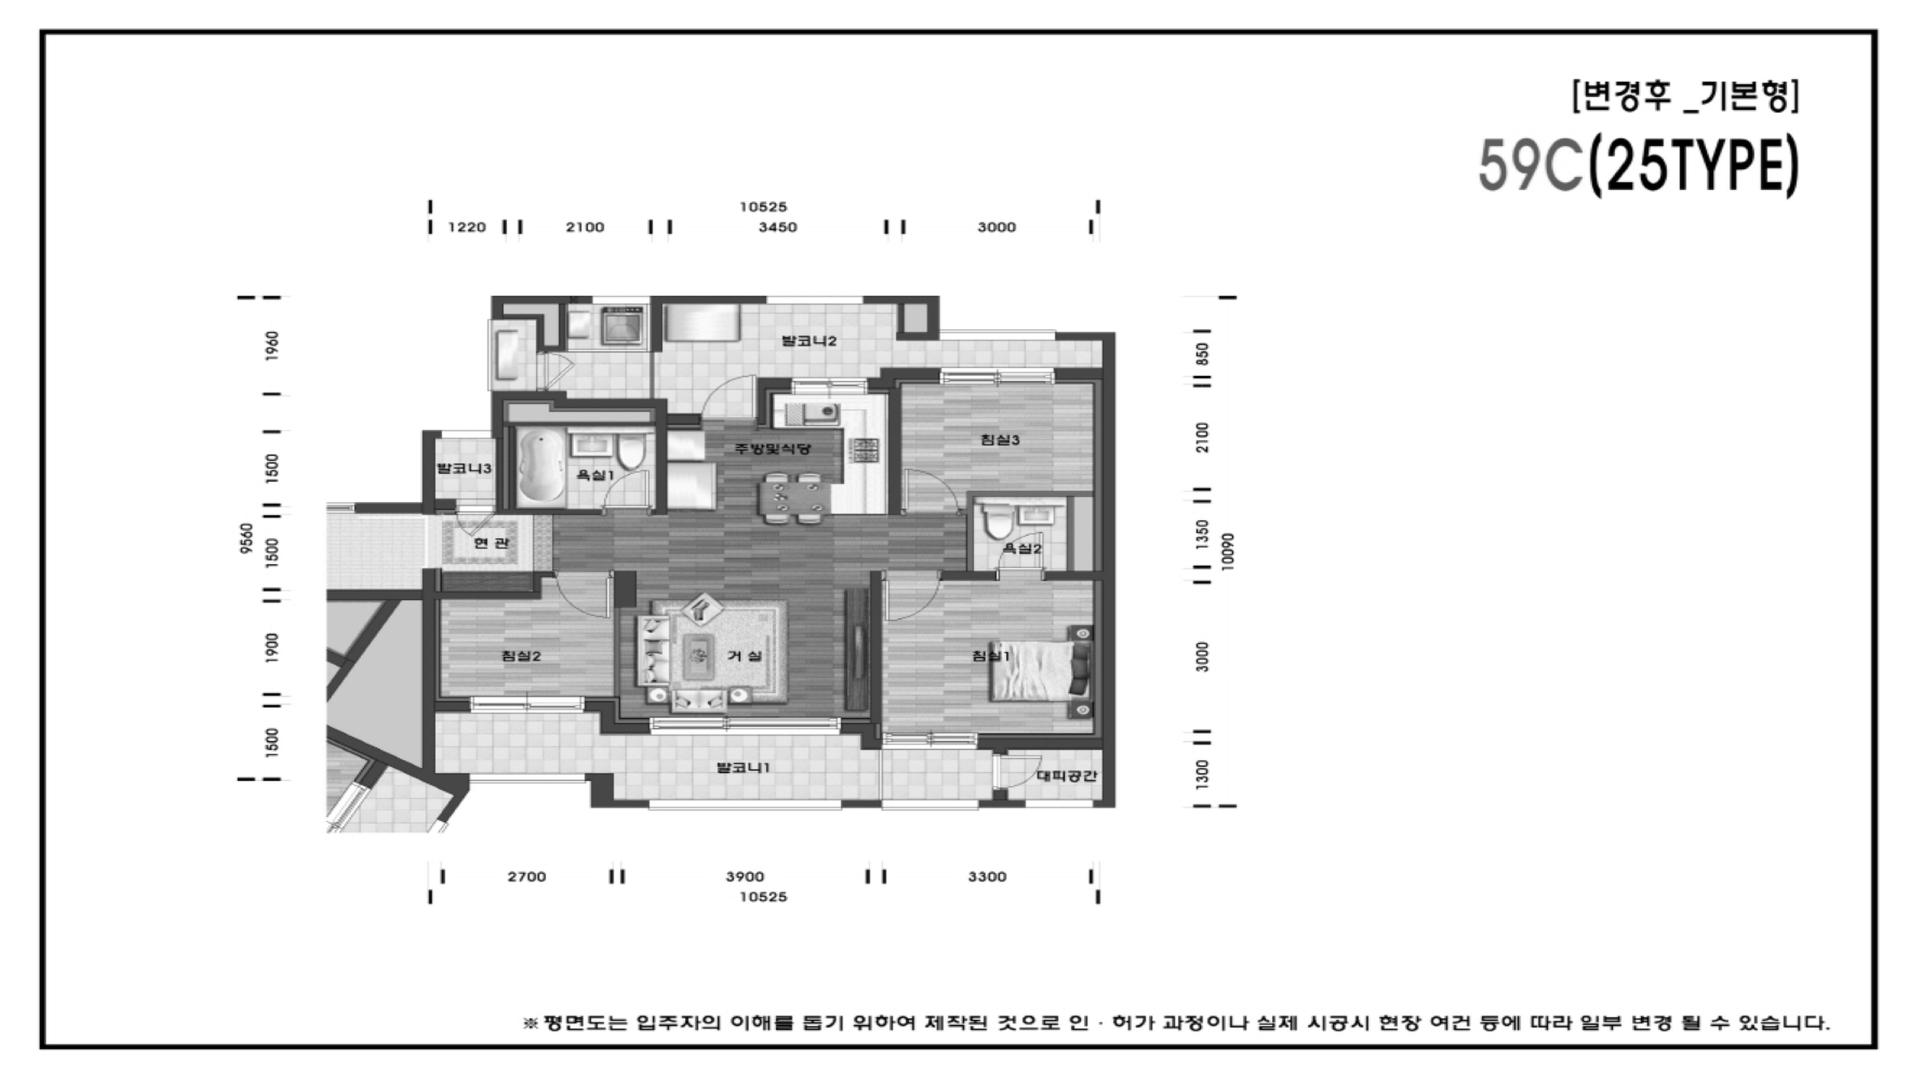 [변경후 _기본형]
59C(25TYPE)
10525
1220 2100 3450 3000
1960
1500
1500
1900
1500
9560
850
2100
1350
3000
1300
10090
발코니2
발코니3
욕실1
주방및식당
침실3
현 관
욕실2
침실2
거 실
침실1
발코니1
대피공간
2700 3900 3300
10525
※ 평면도는 입주자의 이해를 돕기 위하여 제작된 것으로 인 · 허가 과정이나 실제 시공시 현장 여건 등에 따라 일부 변경 될 수 있습니다.